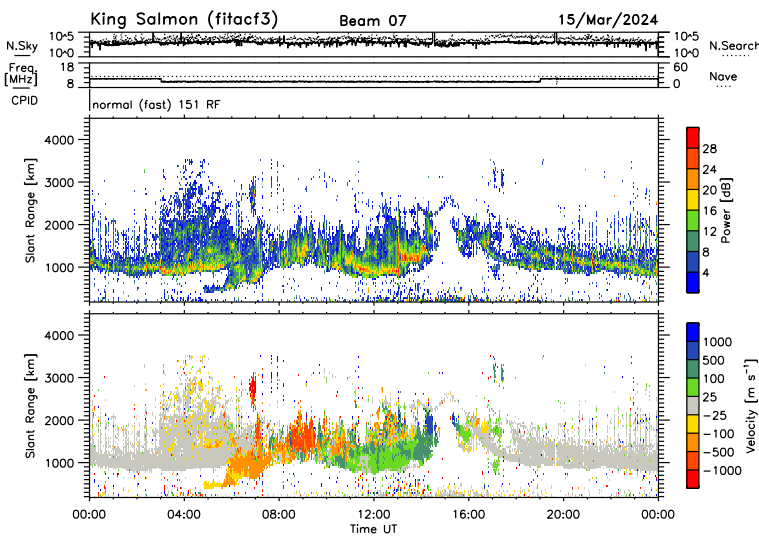 King Salmon (fitacf3) Beam 07 15/Mar/2024
N.Sky 10^5 10^0 10^5 10^0 N.Search
Freq. [MHz] 18 8 60 0 Nave
CPID normal (fast) 151 RF
4000
3000
2000
1000
Slant Range [km]
28
24
20
16
12
8
4
Power [dB]
4000
3000
2000
1000
Slant Range [km]
1000
500
100
25
−25
−100
−500
−1000
Velocity [m s⁻¹]
00:00 04:00 08:00 12:00 16:00 20:00 00:00
Time UT